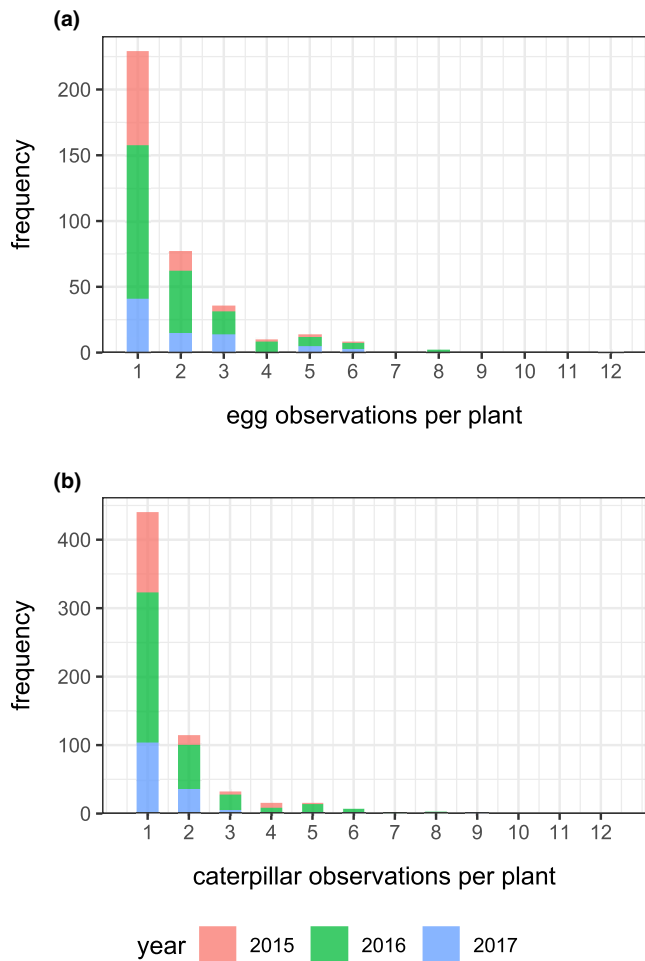 (a)
200
150
100
50
0
frequency
1 2 3 4 5 6 7 8 9 10 11 12
egg observations per plant
(b)
400
300
200
100
0
frequency
1 2 3 4 5 6 7 8 9 10 11 12
caterpillar observations per plant
year 2015 2016 2017